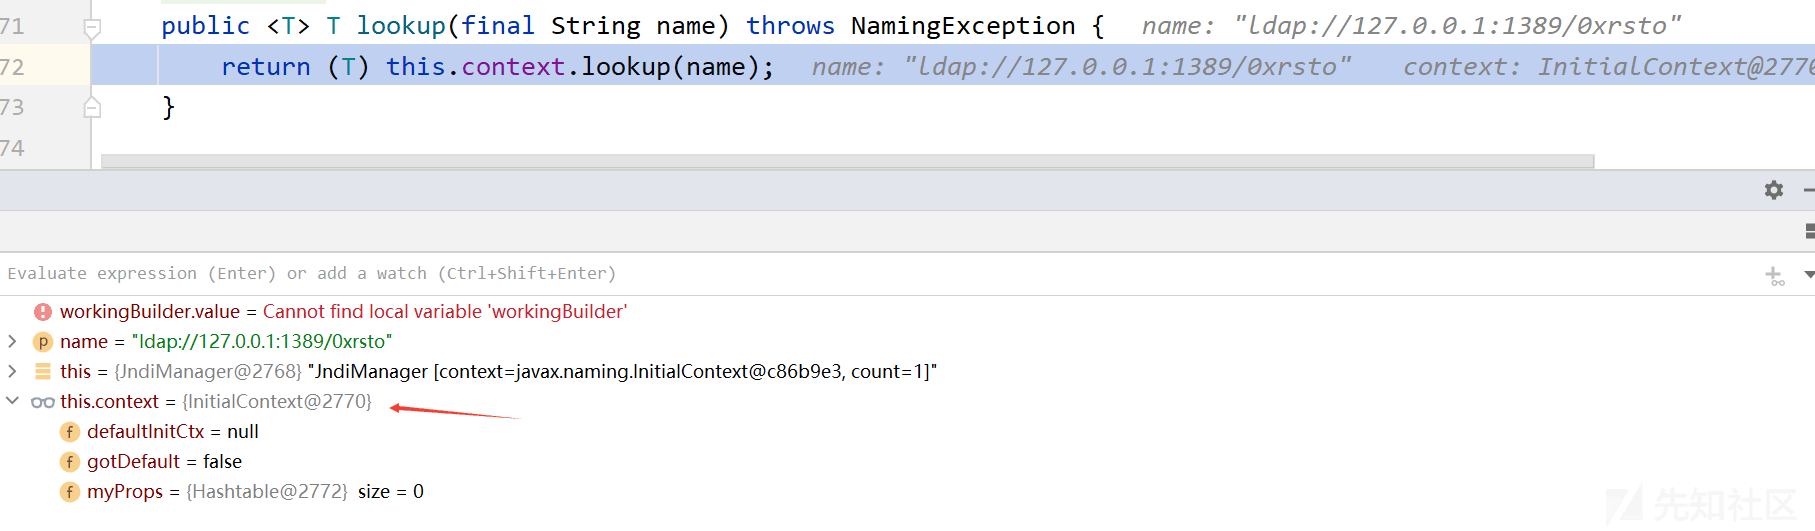 71 public <T> T lookup(final String name) throws NamingException { name: "ldap://127.0.0.1:1389/0xrsto"
72 return (T) this.context.lookup(name); name: "ldap://127.0.0.1:1389/0xrsto" context: InitialContext@2770
73 }
74
Evaluate expression (Enter) or add a watch (Ctrl+Shift+Enter)
workingBuilder.value = Cannot find local variable 'workingBuilder'
p name = "ldap://127.0.0.1:1389/0xrsto"
this = {JndiManager@2768} "JndiManager [context=javax.naming.InitialContext@c86b9e3, count=1]"
this.context = {InitialContext@2770}
f defaultInitCtx = null
f gotDefault = false
f myProps = {Hashtable@2772} size = 0
先知社区